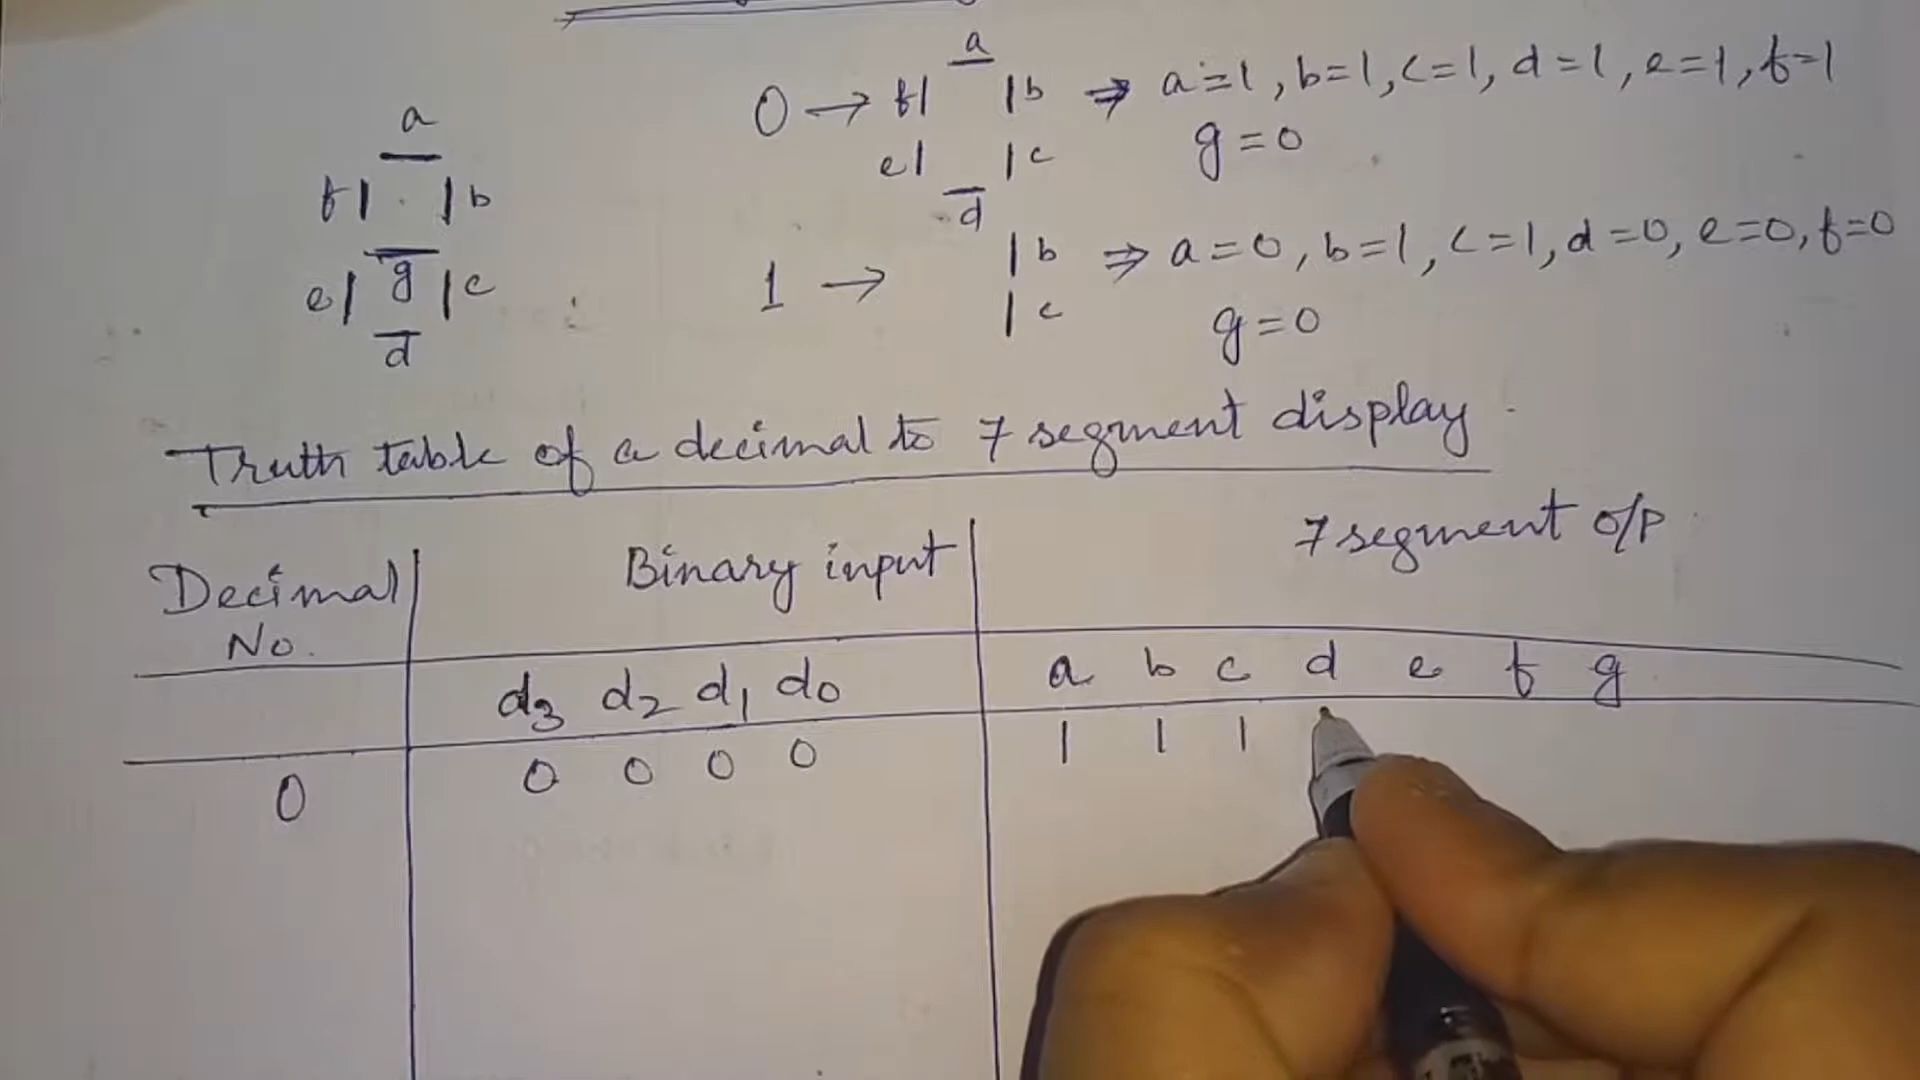 a
f| |b
g
e| |c
d
0 → f| a |b ⇒ a=1, b=1, c=1, d=1, e=1, f=1
e| |c g=0
d
1 → |b ⇒ a=0, b=1, c=1, d=0, e=0, f=0
|c g=0
Truth table of a decimal to 7 segment display
Decimal No. Binary input 7 segment o/p
d3 d2 d1 d0 a b c d e f g
0 0 0 0 0 1 1 1